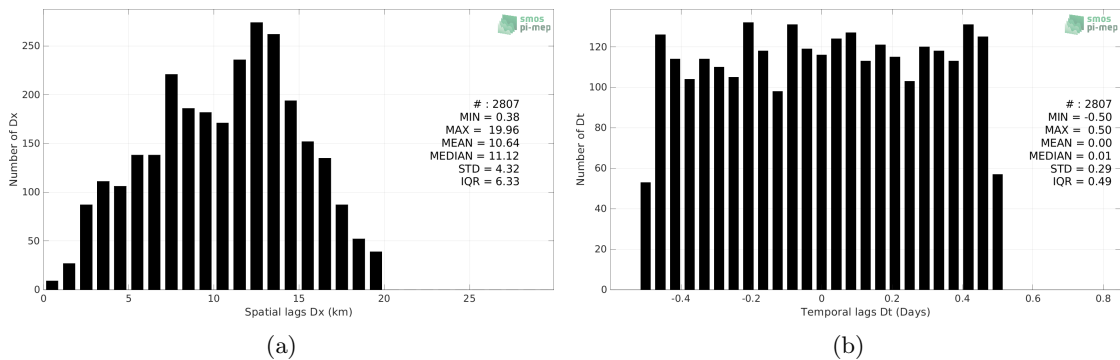 smos
pi-mep
250
200
150
100
50
0
Number of Dx
# : 2807
MIN = 0.38
MAX = 19.96
MEAN = 10.64
MEDIAN = 11.12
STD = 4.32
IQR = 6.33
0 5 10 15 20 25
Spatial lags Dx (km)
(a)
smos
pi-mep
120
100
80
60
40
20
0
Number of Dt
# : 2807
MIN = -0.50
MAX = 0.50
MEAN = 0.00
MEDIAN = 0.01
STD = 0.29
IQR = 0.49
-0.4 -0.2 0 0.2 0.4 0.6 0.8
Temporal lags Dt (Days)
(b)